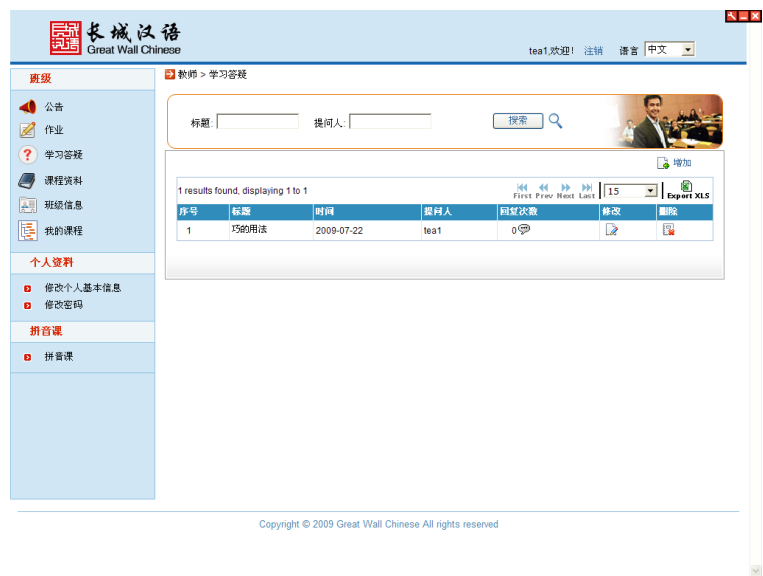 长城汉语
长城汉语
Great Wall Chinese
tea1,欢迎! 注销 语言 中文
班级
教师 > 学习答疑
公告
作业
学习答疑
课程资料
班级信息
我的课程
标题: 提问人: 搜索
增加
1 results found, displaying 1 to 1
First Prev Next Last 15 Export XLS
序号 标题 时间 提问人 回复次数 修改 删除
1 巧的用法 2009-07-22 tea1 0
个人资料
修改个人基本信息
修改密码
拼音课
拼音课
Copyright © 2009 Great Wall Chinese All rights reserved